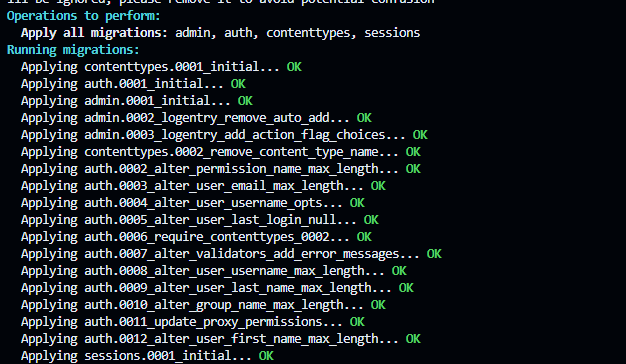 ill be ignored, please remove it to avoid potential confusion
Operations to perform:
Apply all migrations: admin, auth, contenttypes, sessions
Running migrations:
Applying contenttypes.0001_initial... OK
Applying auth.0001_initial... OK
Applying admin.0001_initial... OK
Applying admin.0002_logentry_remove_auto_add... OK
Applying admin.0003_logentry_add_action_flag_choices... OK
Applying contenttypes.0002_remove_content_type_name... OK
Applying auth.0002_alter_permission_name_max_length... OK
Applying auth.0003_alter_user_email_max_length... OK
Applying auth.0004_alter_user_username_opts... OK
Applying auth.0005_alter_user_last_login_null... OK
Applying auth.0006_require_contenttypes_0002... OK
Applying auth.0007_alter_validators_add_error_messages... OK
Applying auth.0008_alter_user_username_max_length... OK
Applying auth.0009_alter_user_last_name_max_length... OK
Applying auth.0010_alter_group_name_max_length... OK
Applying auth.0011_update_proxy_permissions... OK
Applying auth.0012_alter_user_first_name_max_length... OK
Applying sessions.0001_initial... OK